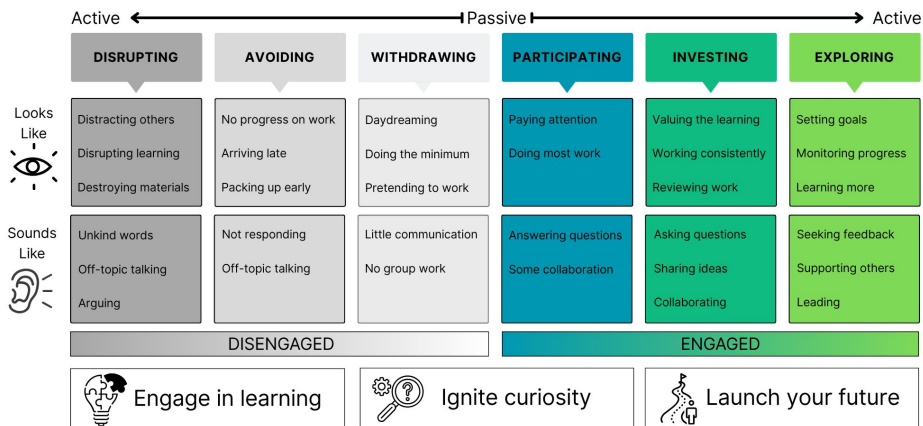 Active Passive Active
DISRUPTING AVOIDING WITHDRAWING PARTICIPATING INVESTING EXPLORING
Looks
Like
Distracting others
Disrupting learning
Destroying materials
No progress on work
Arriving late
Packing up early
Daydreaming
Doing the minimum
Pretending to work
Paying attention
Doing most work
Valuing the learning
Working consistently
Reviewing work
Setting goals
Monitoring progress
Learning more
Sounds
Like
Unkind words
Off-topic talking
Arguing
Not responding
Off-topic talking
Little communication
No group work
Answering questions
Some collaboration
Asking questions
Sharing ideas
Collaborating
Seeking feedback
Supporting others
Leading
DISENGAGED ENGAGED
Engage in learning
?
Ignite curiosity
Launch your future